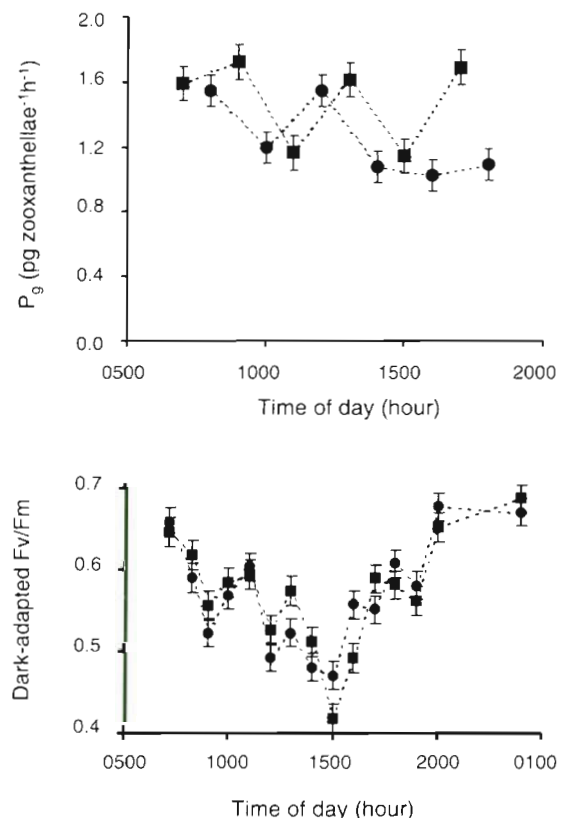 P₉ (pg zooxanthellae⁻¹h⁻¹)
2.0
1.6
1.2
0.8
0.4
0.0
0500 1000 1500 2000
Time of day (hour)
Dark-adapted Fv/Fm
0.7
0.6
0.5
0.4
0500 1000 1500 2000 0100
Time of day (hour)